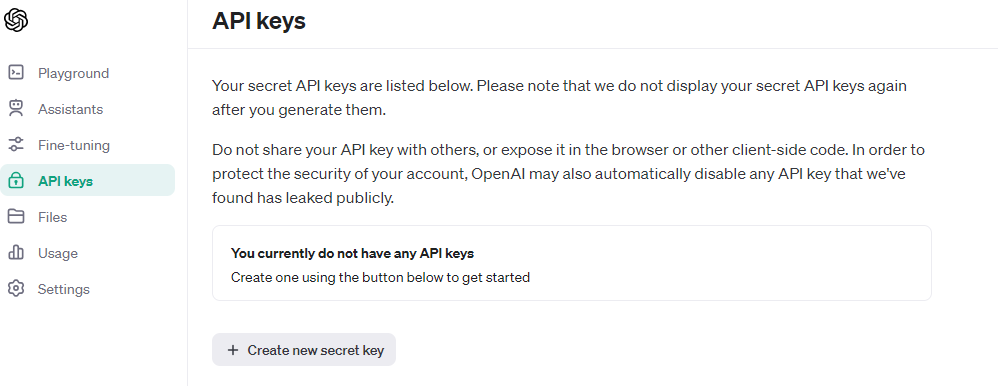 API keys
Playground
Assistants
Fine-tuning
API keys
Files
Usage
Settings
Your secret API keys are listed below. Please note that we do not display your secret API keys again
after you generate them.
Do not share your API key with others, or expose it in the browser or other client-side code. In order to
protect the security of your account, OpenAI may also automatically disable any API key that we've
found has leaked publicly.
You currently do not have any API keys
Create one using the button below to get started
+ Create new secret key